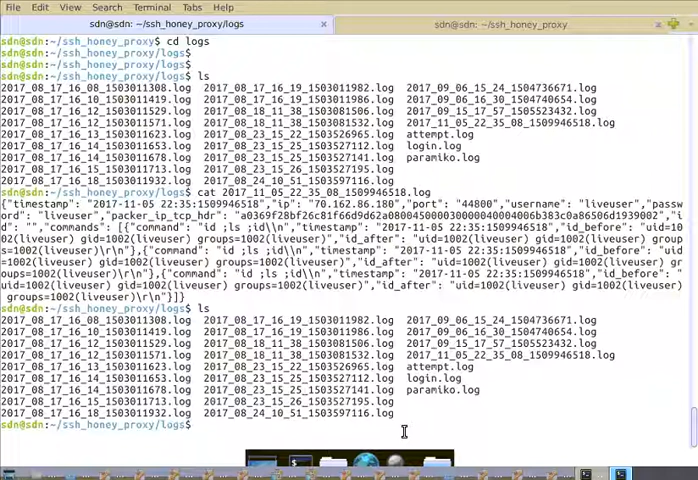 File Edit View Search Terminal Tabs Help
sdn@sdn: ~/ssh_honey_proxy/logs × sdn@sdn: ~/ssh_honey_proxy
sdn@sdn:~/ssh_honey_proxy$ cd logs
sdn@sdn:~/ssh_honey_proxy/logs$
sdn@sdn:~/ssh_honey_proxy/logs$
sdn@sdn:~/ssh_honey_proxy/logs$ ls
2017_08_17_16_08_1503011308.log 2017_08_17_16_19_1503011982.log 2017_09_06_15_24_1504736671.log
2017_08_17_16_10_1503011419.log 2017_08_17_16_19_1503011986.log 2017_09_06_16_30_1504740654.log
2017_08_17_16_12_1503011529.log 2017_08_18_11_38_1503081506.log 2017_09_15_17_57_1505523432.log
2017_08_17_16_12_1503011571.log 2017_08_18_11_38_1503081532.log 2017_11_05_22_35_08_1509946518.log
2017_08_17_16_13_1503011623.log 2017_08_23_15_22_1503526965.log attempt.log
2017_08_17_16_14_1503011653.log 2017_08_23_15_25_1503527112.log login.log
2017_08_17_16_14_1503011678.log 2017_08_23_15_25_1503527141.log paramiko.log
2017_08_17_16_15_1503011713.log 2017_08_23_15_26_1503527195.log
2017_08_17_16_18_1503011932.log 2017_08_24_10_51_1503597116.log
sdn@sdn:~/ssh_honey_proxy/logs$ cat 2017_11_05_22_35_08_1509946518.log
{"timestamp": "2017-11-05 22:35:1509946518","ip": "70.162.86.180","port": "44800","username": "liveuser","passw
ord": "liveuser","packer_ip_tcp_hdr": "a0369f28bf26c81f66d9d62a08004500003000004004006b383c0a86506d1939002","i
d": "","commands": [{"command": "id ;ls ;id\\n","timestamp": "2017-11-05 22:35:1509946518","id_before": "uid=10
02(liveuser) gid=1002(liveuser) groups=1002(liveuser)","id_after": "uid=1002(liveuser) gid=1002(liveuser) group
s=1002(liveuser)\r\n"},{"command": "id ;ls ;id\\n","timestamp": "2017-11-05 22:35:1509946518","id_before": "uid
=1002(liveuser) gid=1002(liveuser) groups=1002(liveuser)","id_after": "uid=1002(liveuser) gid=1002(liveuser) gr
oups=1002(liveuser)\r\n"},{"command": "id ;ls ;id\\n","timestamp": "2017-11-05 22:35:1509946518","id_before": "
uid=1002(liveuser) gid=1002(liveuser) groups=1002(liveuser)","id_after": "uid=1002(liveuser) gid=1002(liveuser)
groups=1002(liveuser)\r\n"}]}
sdn@sdn:~/ssh_honey_proxy/logs$ ls
2017_08_17_16_08_1503011308.log 2017_08_17_16_19_1503011982.log 2017_09_06_15_24_1504736671.log
2017_08_17_16_10_1503011419.log 2017_08_17_16_19_1503011986.log 2017_09_06_16_30_1504740654.log
2017_08_17_16_12_1503011529.log 2017_08_18_11_38_1503081506.log 2017_09_15_17_57_1505523432.log
2017_08_17_16_12_1503011571.log 2017_08_18_11_38_1503081532.log 2017_11_05_22_35_08_1509946518.log
2017_08_17_16_13_1503011623.log 2017_08_23_15_22_1503526965.log attempt.log
2017_08_17_16_14_1503011653.log 2017_08_23_15_25_1503527112.log login.log
2017_08_17_16_14_1503011678.log 2017_08_23_15_25_1503527141.log paramiko.log
2017_08_17_16_15_1503011713.log 2017_08_23_15_26_1503527195.log
2017_08_17_16_18_1503011932.log 2017_08_24_10_51_1503597116.log
sdn@sdn:~/ssh_honey_proxy/logs$